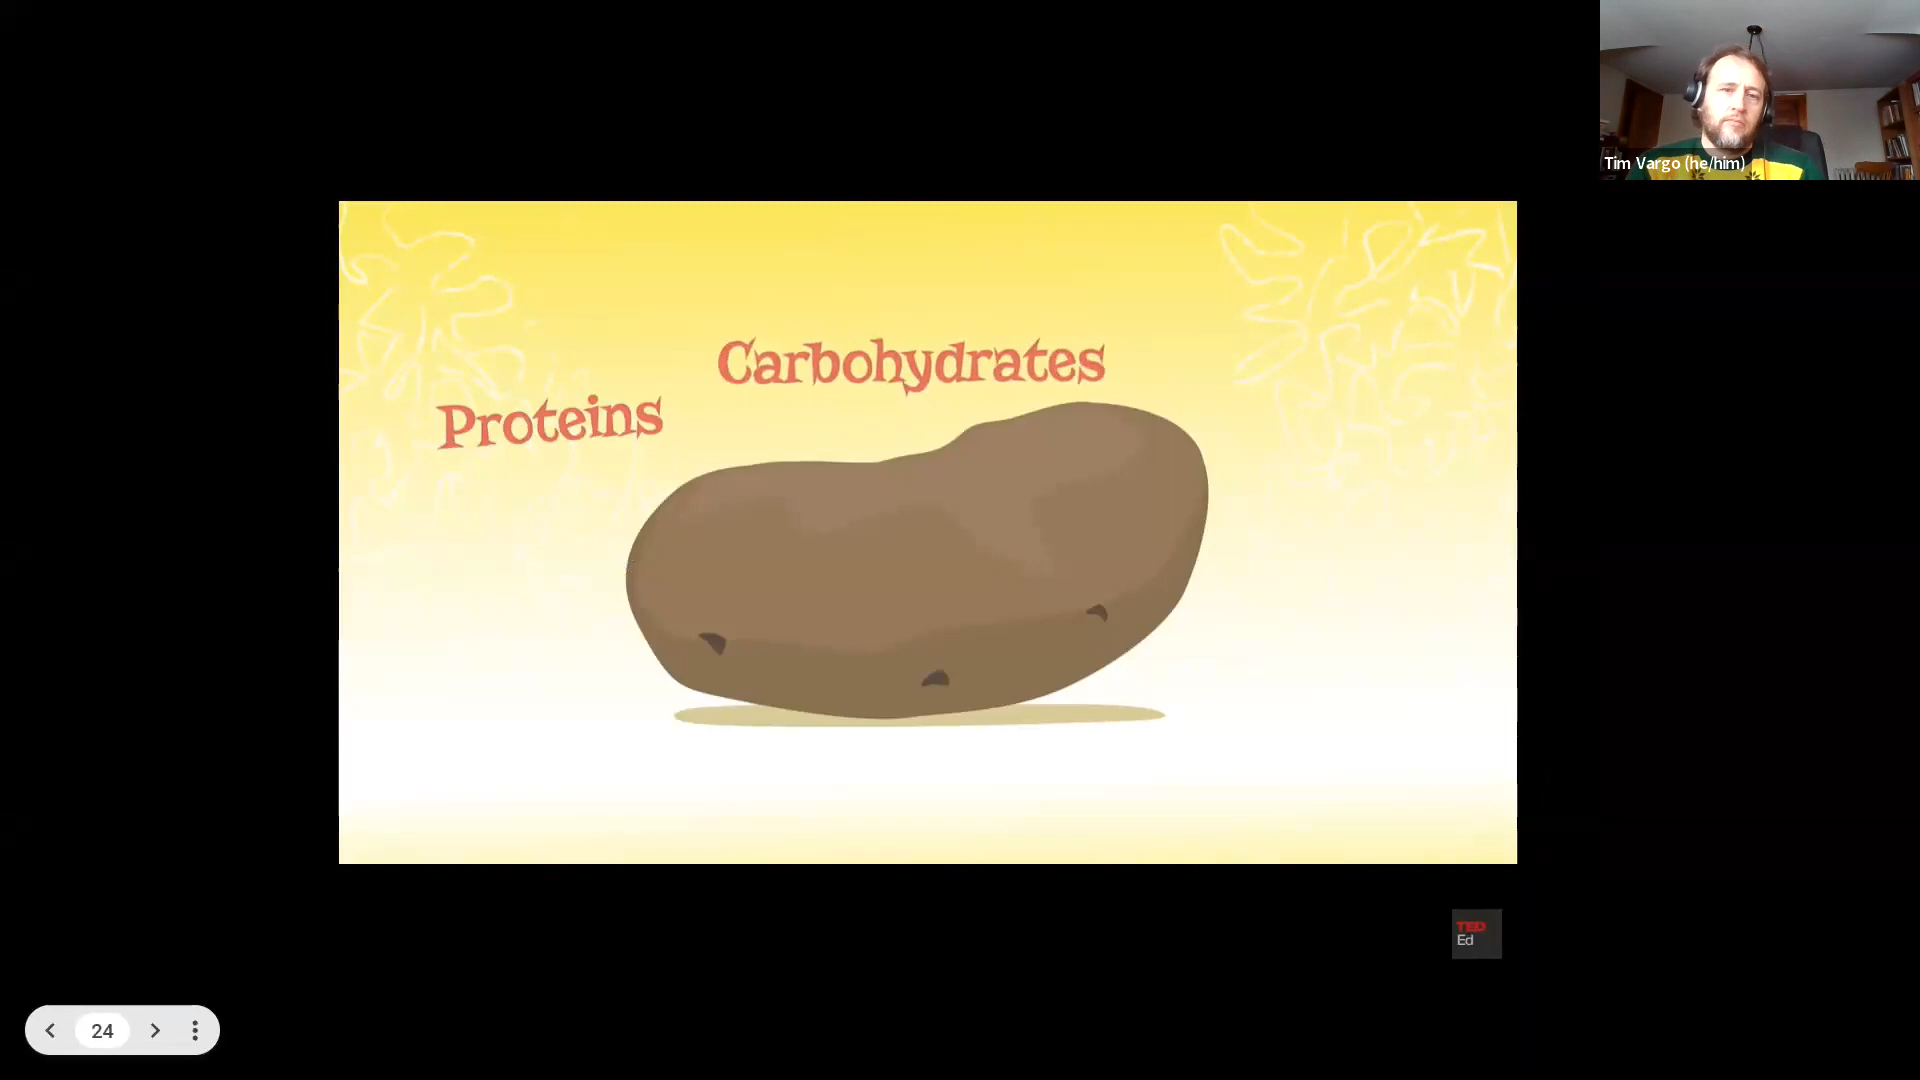 Tim Vargo (he/him)
Carbohydrates
Proteins
TED
Ed
24